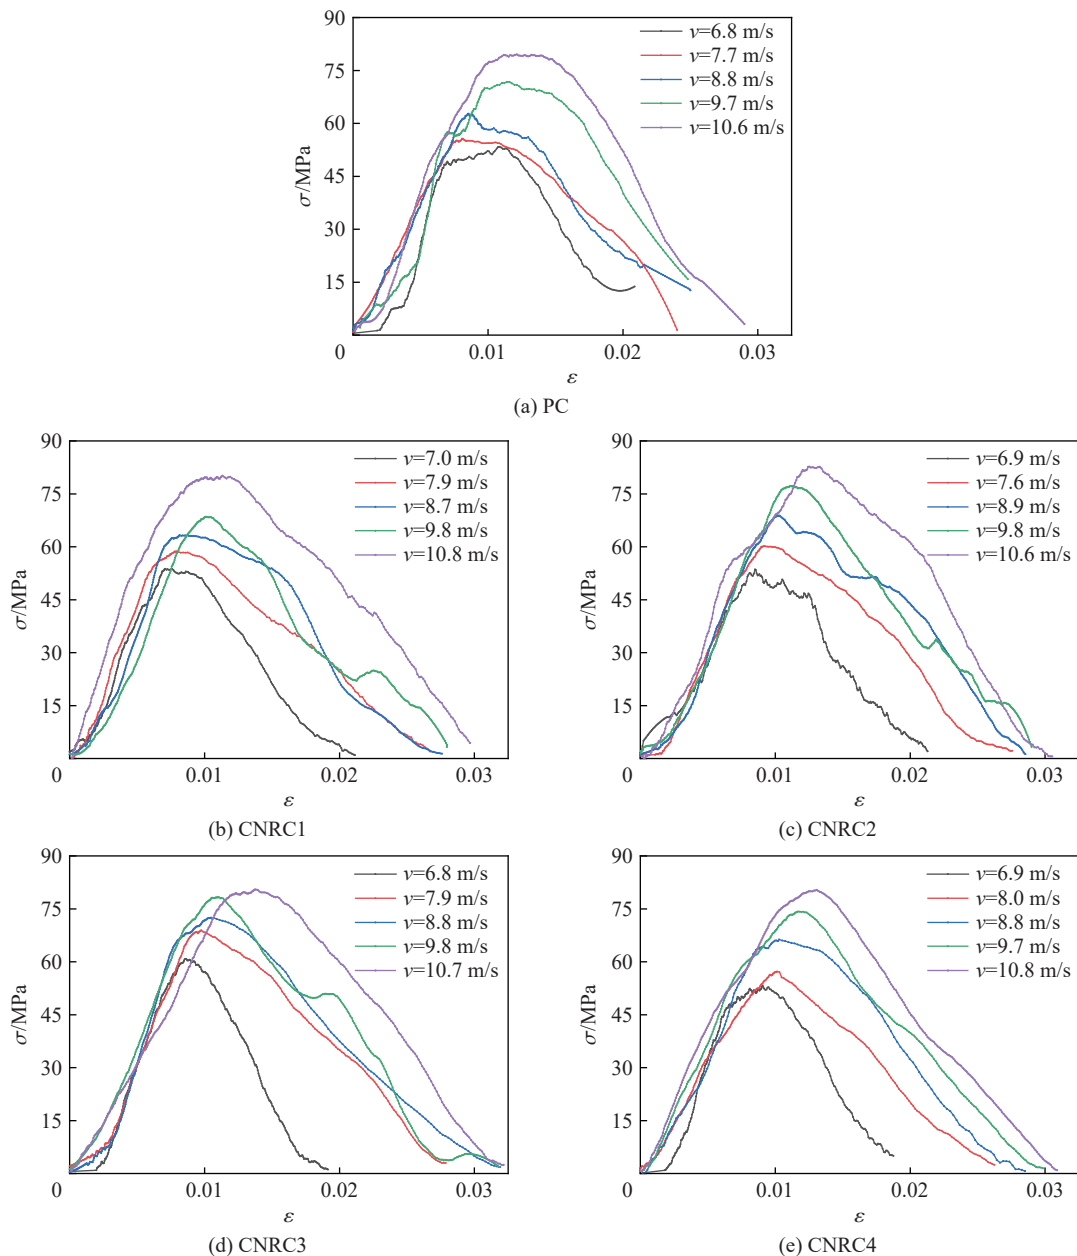 90
75
60
45
30
15
0
0.01
0.02
0.03
σ/MPa
ε
v=6.8 m/s
v=7.7 m/s
v=8.8 m/s
v=9.7 m/s
v=10.6 m/s
(a) PC
90
75
60
45
30
15
0
0.01
0.02
0.03
σ/MPa
ε
v=7.0 m/s
v=7.9 m/s
v=8.7 m/s
v=9.8 m/s
v=10.8 m/s
(b) CNRC1
90
75
60
45
30
15
0
0.01
0.02
0.03
σ/MPa
ε
v=6.9 m/s
v=7.6 m/s
v=8.9 m/s
v=9.8 m/s
v=10.6 m/s
(c) CNRC2
90
75
60
45
30
15
0
0.01
0.02
0.03
σ/MPa
ε
v=6.8 m/s
v=7.9 m/s
v=8.8 m/s
v=9.8 m/s
v=10.7 m/s
(d) CNRC3
90
75
60
45
30
15
0
0.01
0.02
0.03
σ/MPa
ε
v=6.9 m/s
v=8.0 m/s
v=8.8 m/s
v=9.7 m/s
v=10.8 m/s
(e) CNRC4